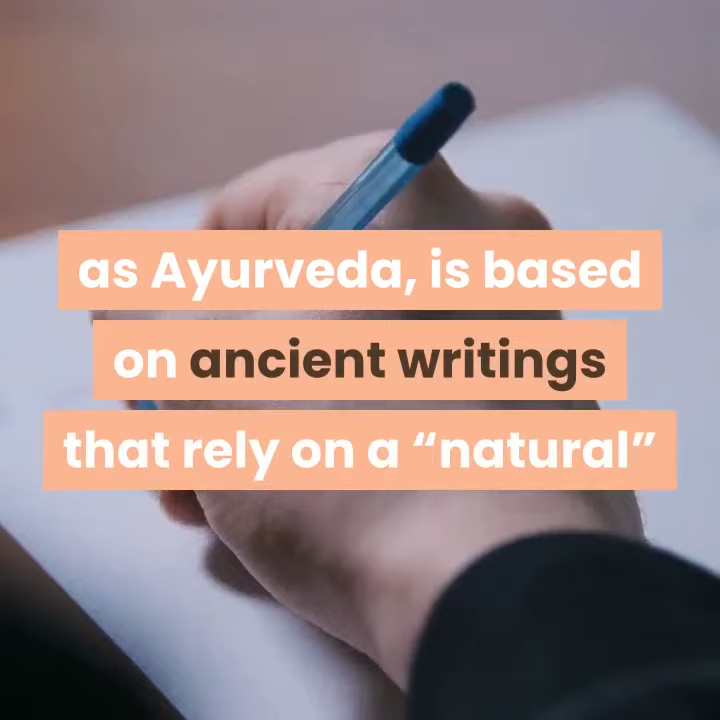 as Ayurveda, is based
on ancient writings
that rely on a “natural”